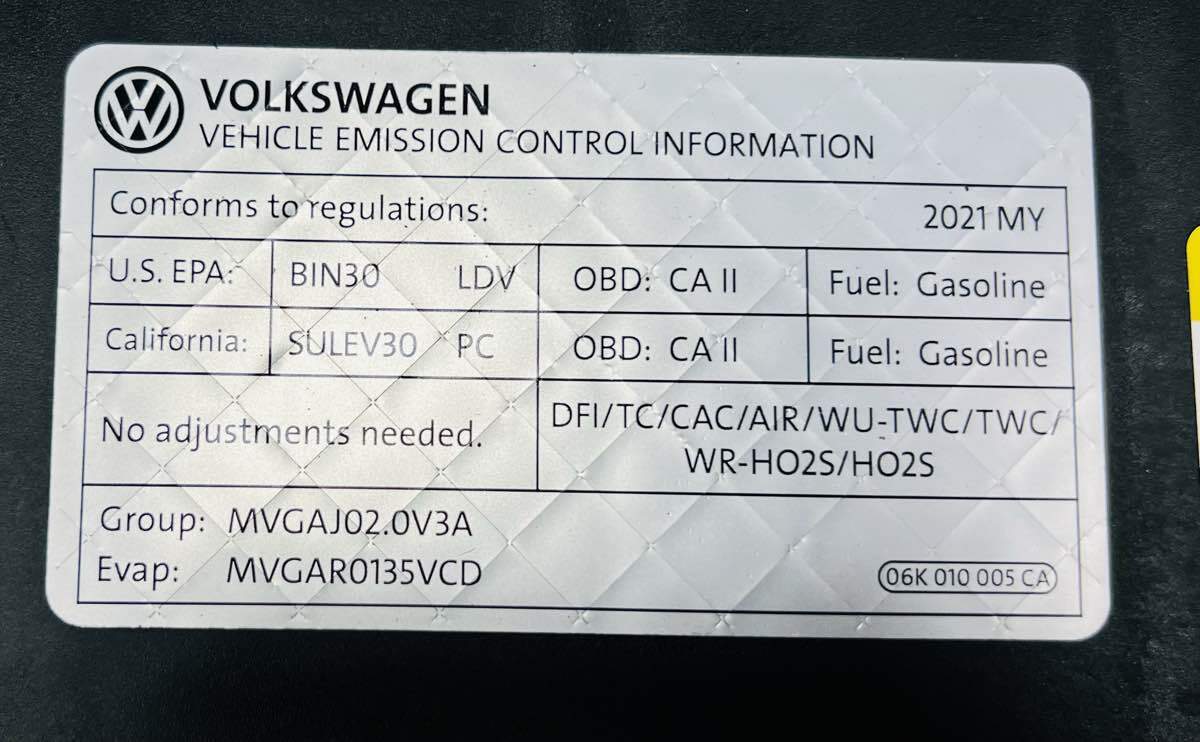 VOLKSWAGEN
VEHICLE EMISSION CONTROL INFORMATION
Conforms to regulations: 2021 MY
U.S. EPA: BIN30 LDV OBD: CA II Fuel: Gasoline
California: SULEV30 PC OBD: CA II Fuel: Gasoline
No adjustments needed.
DFI/TC/CAC/AIR/WU-TWC/TWC/
WR-HO2S/HO2S
Group: MVGAJ02.0V3A
Evap: MVGAR0135VCD
06K 010 005 CA